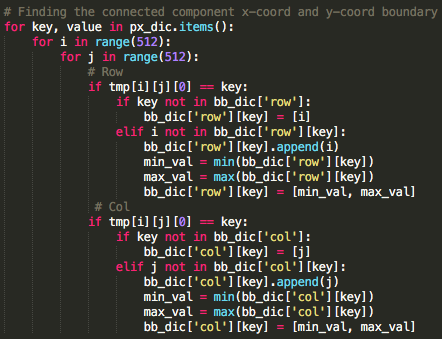 # Finding the connected component x-coord and y-coord boundary
for key, value in px_dic.items():
    for i in range(512):
        for j in range(512):
            # Row
            if tmp[i][j][0] == key:
                if key not in bb_dic['row']:
                    bb_dic['row'][key] = [i]
                elif i not in bb_dic['row'][key]:
                    bb_dic['row'][key].append(i)
                    min_val = min(bb_dic['row'][key])
                    max_val = max(bb_dic['row'][key])
                    bb_dic['row'][key] = [min_val, max_val]
            # Col
            if tmp[i][j][0] == key:
                if key not in bb_dic['col']:
                    bb_dic['col'][key] = [j]
                elif j not in bb_dic['col'][key]:
                    bb_dic['col'][key].append(j)
                    min_val = min(bb_dic['col'][key])
                    max_val = max(bb_dic['col'][key])
                    bb_dic['col'][key] = [min_val, max_val]